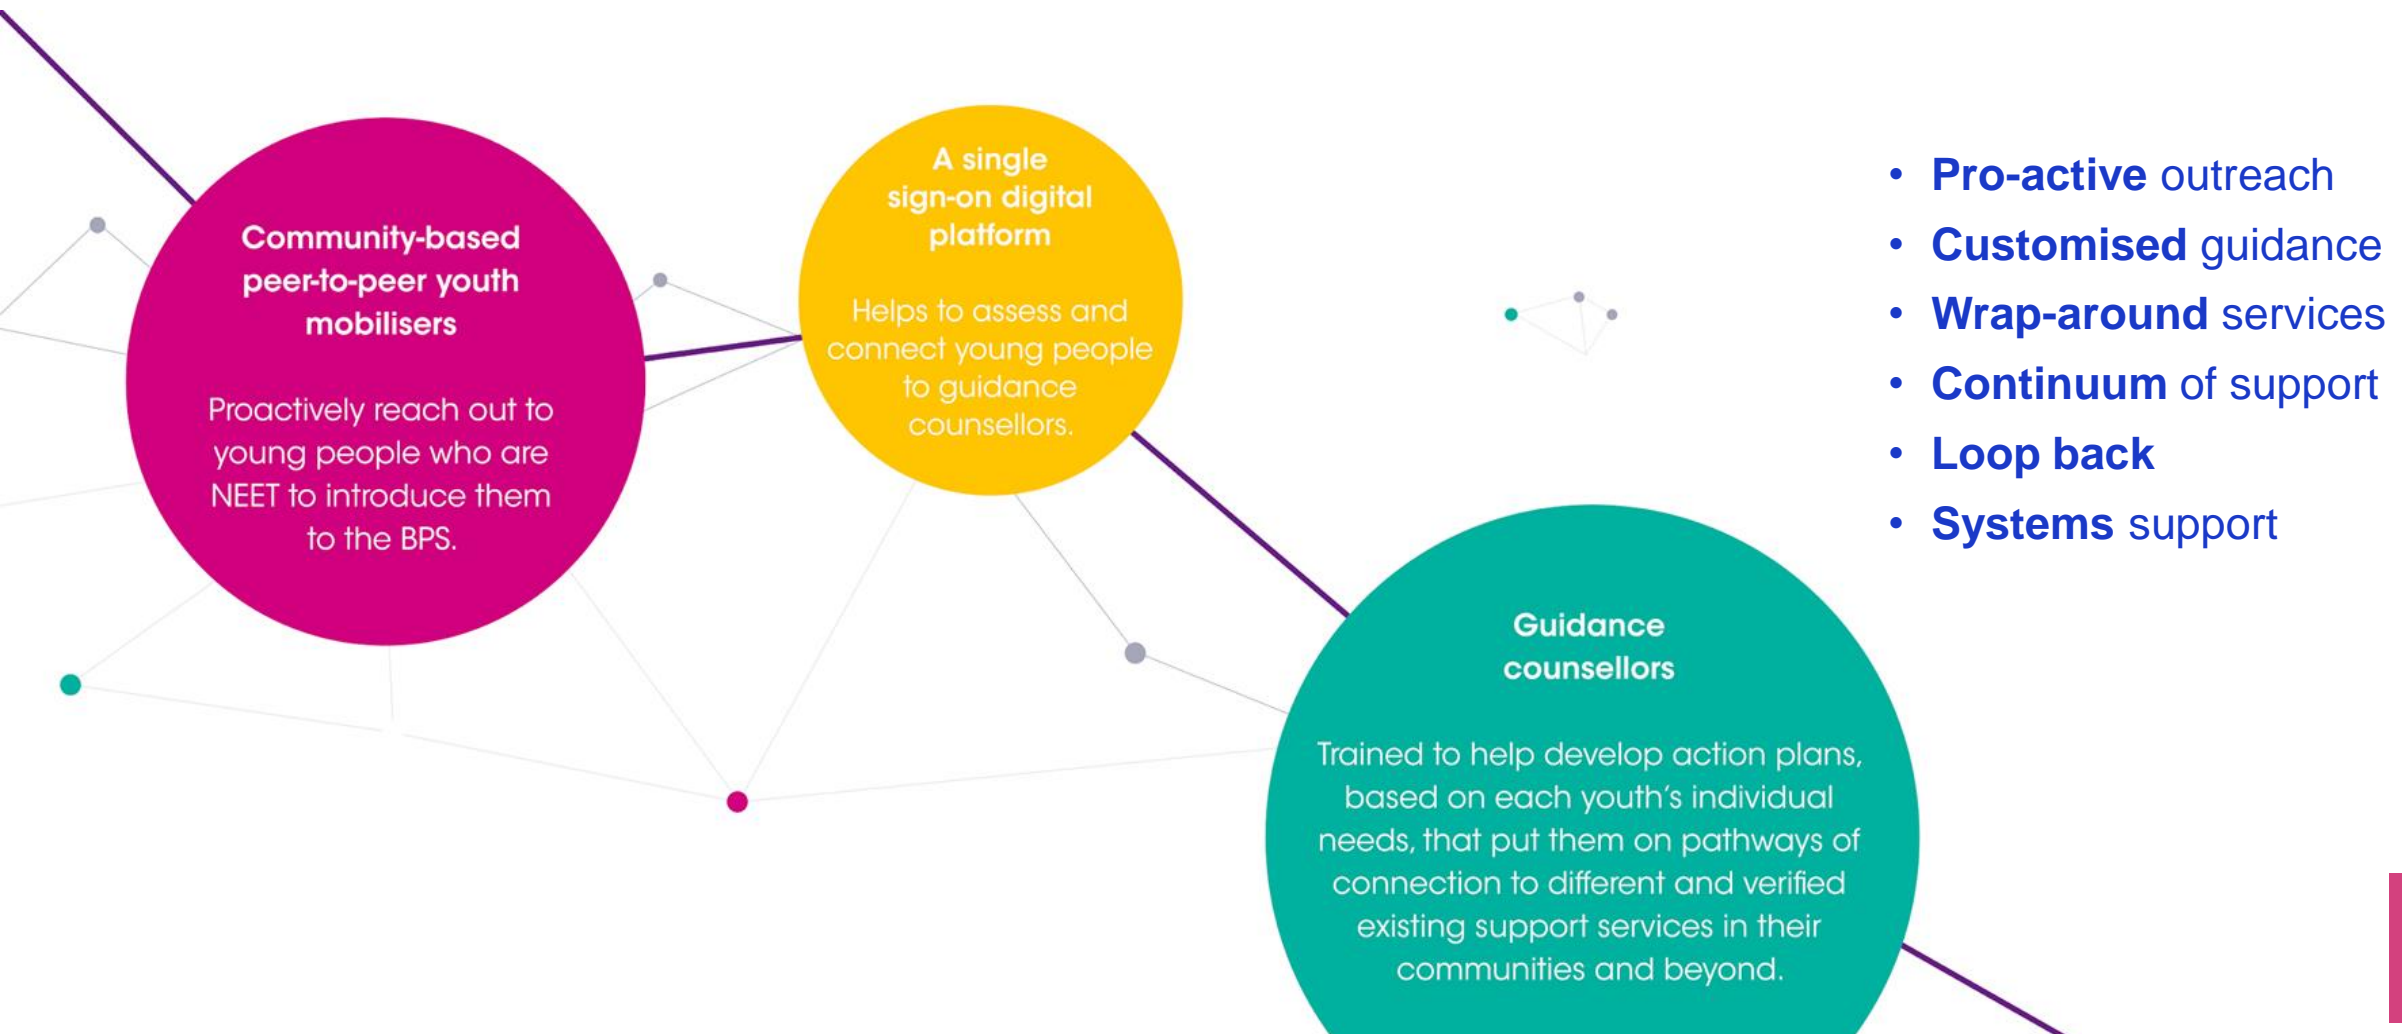 Community-based
peer-to-peer youth
mobilisers
Proactively reach out to
young people who are
NEET to introduce them
to the BPS.
A single
sign-on digital
platform
Helps to assess and
connect young people
to guidance
counsellors.
Guidance
counsellors
Trained to help develop action plans,
based on each youth's individual
needs, that put them on pathways of
connection to different and verified
existing support services in their
communities and beyond.
• Pro-active outreach
• Customised guidance
• Wrap-around services
• Continuum of support
• Loop back
• Systems support